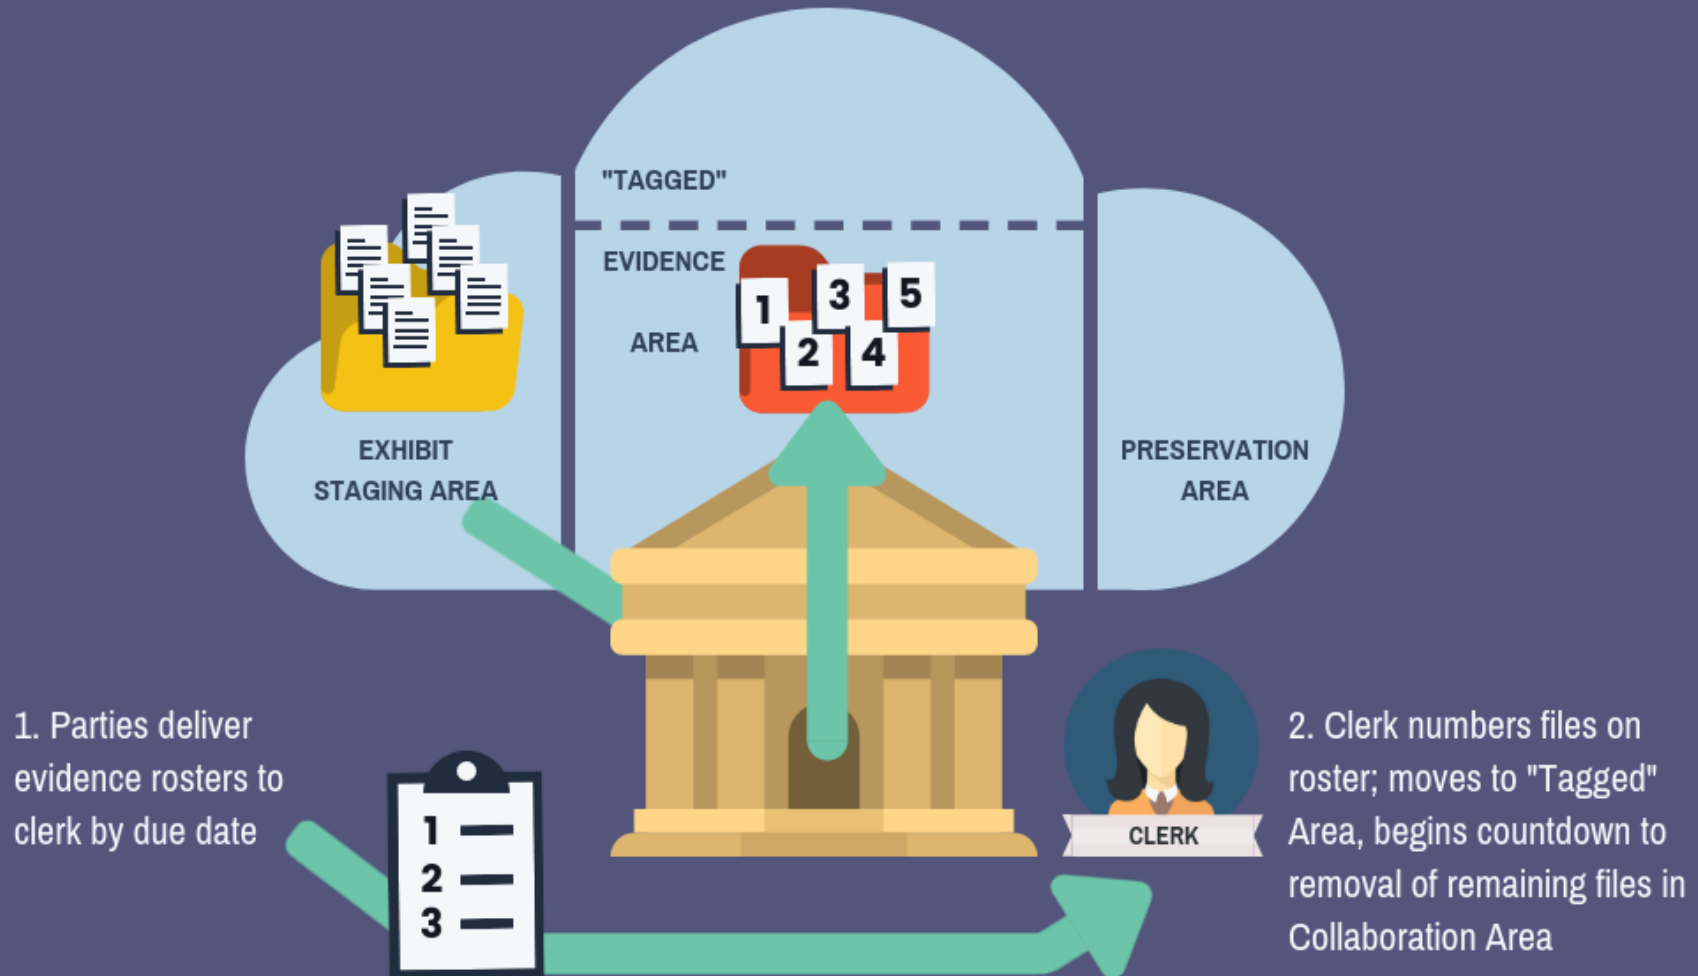 "TAGGED"
EVIDENCE
AREA
1
2
3
4
5
EXHIBIT
STAGING AREA
PRESERVATION
AREA
1. Parties deliver
evidence rosters to
clerk by due date
1
2
3
CLERK
2. Clerk numbers files on
roster; moves to "Tagged"
Area, begins countdown to
removal of remaining files in
Collaboration Area